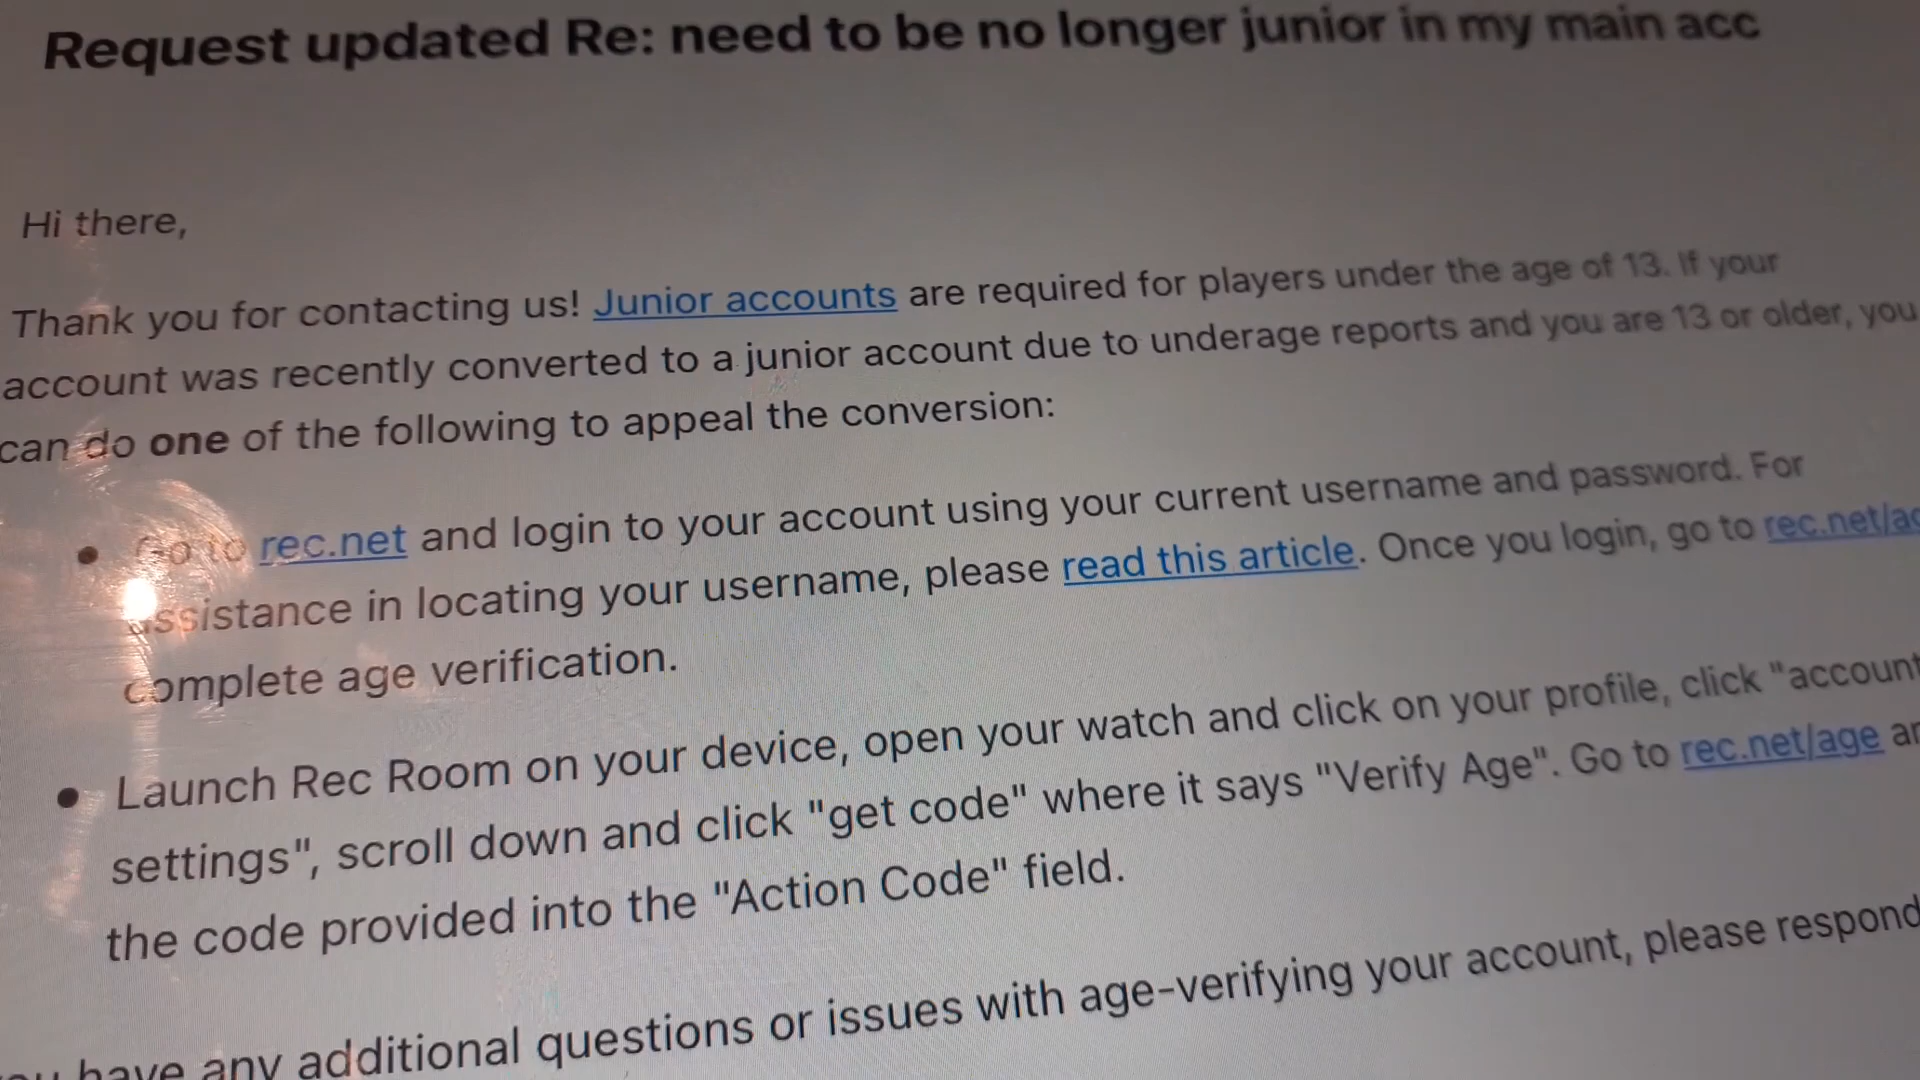 Request updated Re: need to be no longer junior in my main acc
Hi there,
Thank you for contacting us! Junior accounts are required for players under the age of 13. If your
account was recently converted to a junior account due to underage reports and you are 13 or older, you
can do one of the following to appeal the conversion:
• Go to rec.net and login to your account using your current username and password. For
assistance in locating your username, please read this article. Once you login, go to
complete age verification.
• Launch Rec Room on your device, open your watch and click on your profile, click "account
settings", scroll down and click "get code" where it says "Verify Age". Go to rec.net/age
the code provided into the "Action Code" field.
have any additional questions or issues with age-verifying your account, please respond